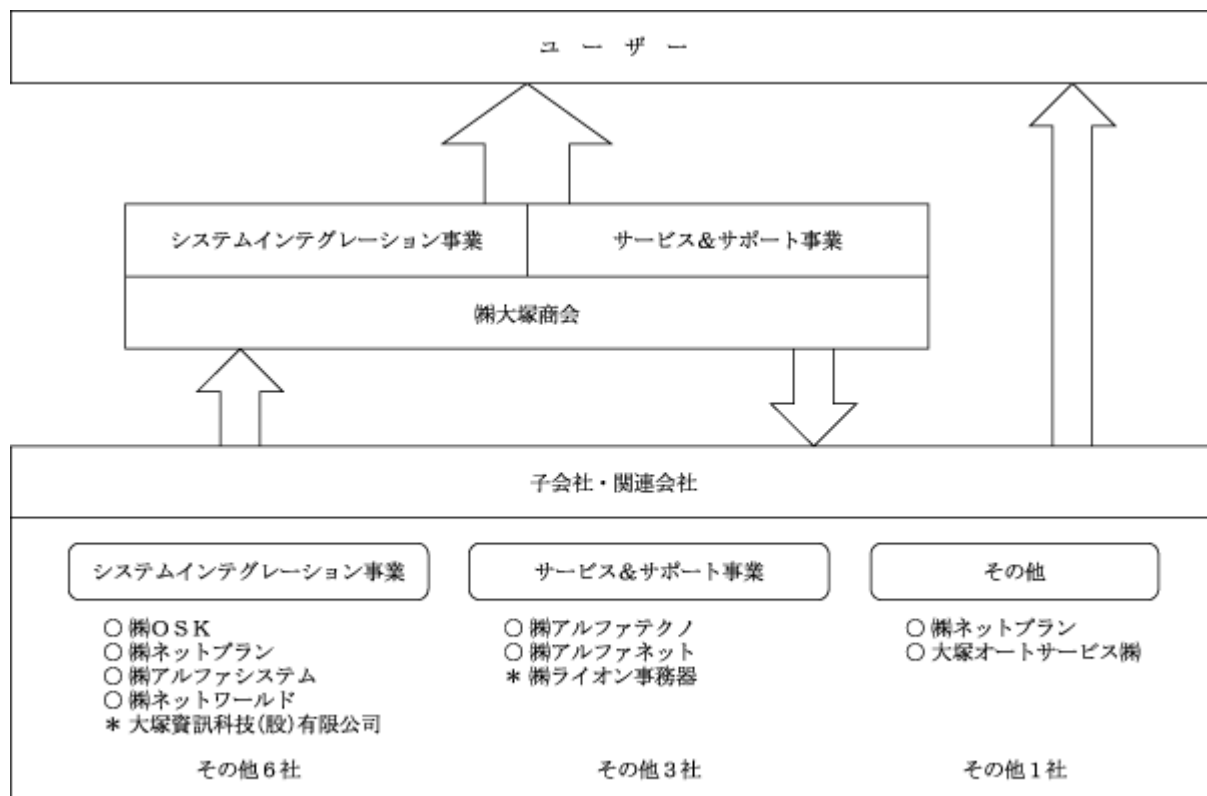 ユーザー
システムインテグレーション事業
サービス&サポート事業
㈱大塚商会
子会社・関連会社
システムインテグレーション事業
○ ㈱OSK
○ ㈱ネットプラン
○ ㈱アルファシステム
○ ㈱ネットワールド
* 大塚資訊科技(股)有限公司
その他6社
サービス&サポート事業
○ ㈱アルファテクノ
○ ㈱アルファネット
* ㈱ライオン事務器
その他3社
その他
○ ㈱ネットプラン
○ 大塚オートサービス㈱
その他1社